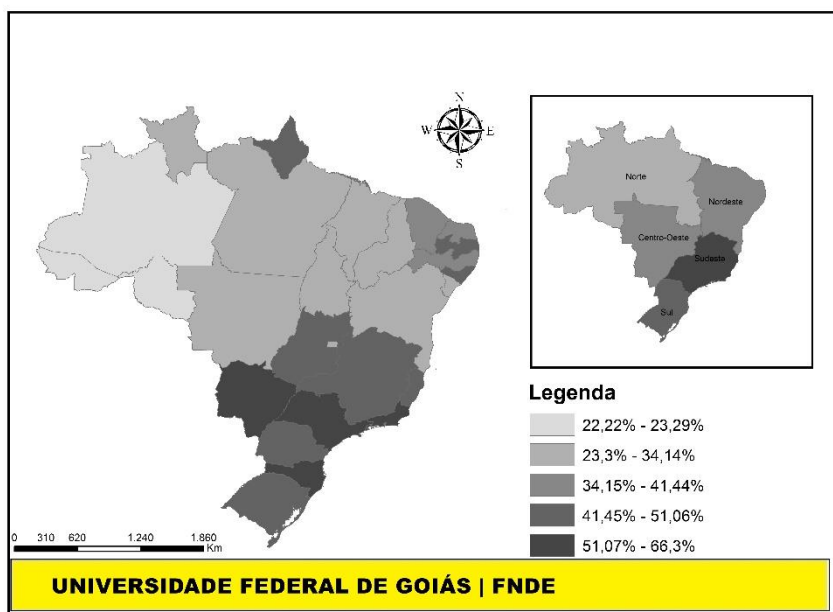 N
W E
S
Norte
Nordeste
Centro-Oeste
Sudeste
Sul
Legenda
22,22% - 23,29%
23,3% - 34,14%
34,15% - 41,44%
41,45% - 51,06%
51,07% - 66,3%
0 310 620 1.240 1.860
Km
UNIVERSIDADE FEDERAL DE GOIÁS | FNDE